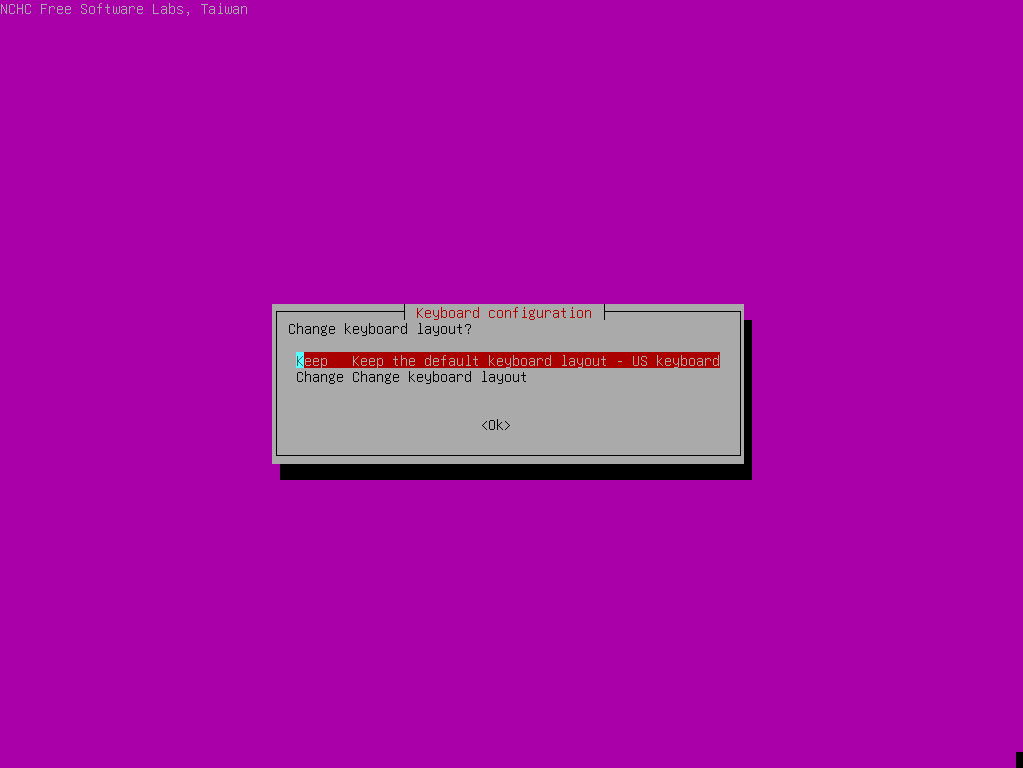 NCHC Free Software Labs, Taiwan
Keyboard configuration
Change keyboard layout?
Keep Keep the default keyboard layout - US keyboard
Change Change keyboard layout
<Ok>